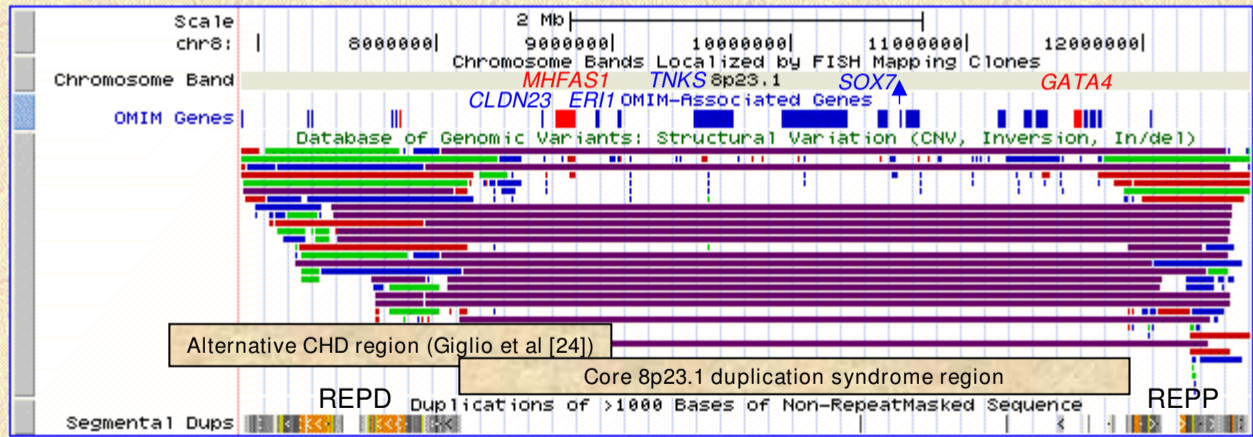 Scale 2 Mb
chr8: 8000000 9000000 10000000 11000000 12000000
Chromosome Bands Localized by FISH Mapping Clones
Chromosome Band MHFAS1 TNKS 8p23.1 SOX7 GATA4
CLDN23 ERI1 OMIM-Associated Genes
OMIM Genes
Database of Genomic Variants: Structural Variation (CNV, Inversion, In/del)
Alternative CHD region (Giglio et al [24])
Core 8p23.1 duplication syndrome region
REPD Duplications of >1000 Bases of Non-RepeatMasked Sequence REPP
Segmental Dups